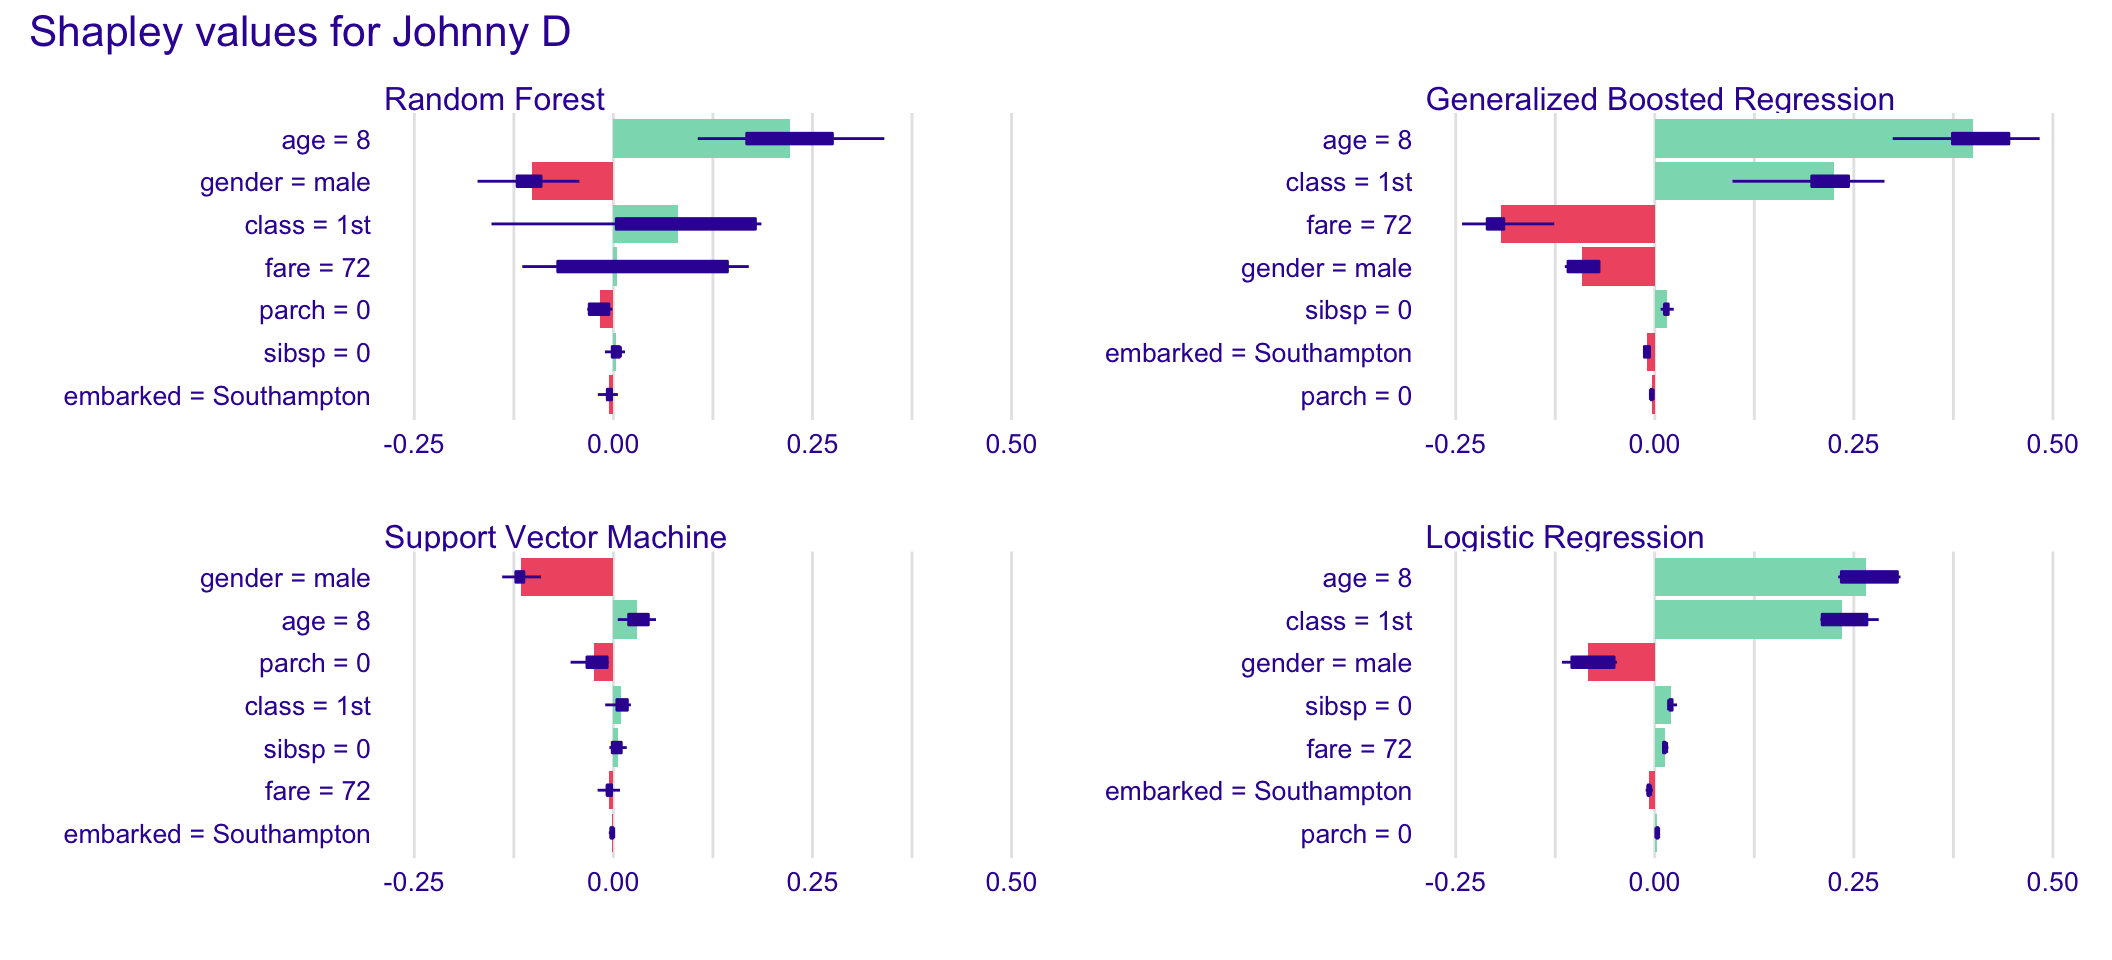 Shapley values for Johnny D
Random Forest
age = 8
gender = male
class = 1st
fare = 72
parch = 0
sibsp = 0
embarked = Southampton
-0.25 0.00 0.25 0.50
Generalized Boosted Regression
age = 8
class = 1st
fare = 72
gender = male
sibsp = 0
embarked = Southampton
parch = 0
-0.25 0.00 0.25 0.50
Support Vector Machine
gender = male
age = 8
parch = 0
class = 1st
sibsp = 0
fare = 72
embarked = Southampton
-0.25 0.00 0.25 0.50
Logistic Regression
age = 8
class = 1st
gender = male
sibsp = 0
fare = 72
embarked = Southampton
parch = 0
-0.25 0.00 0.25 0.50